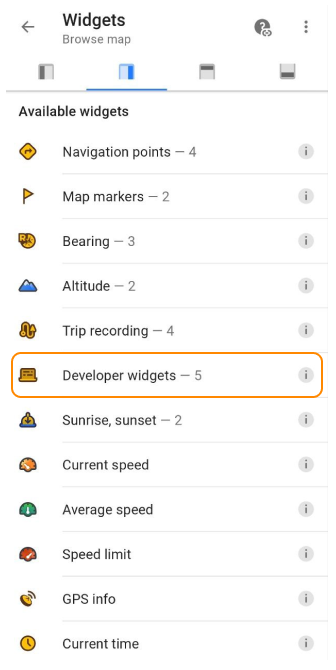 Widgets
Browse map
Available widgets
Navigation points — 4
Map markers — 2
Bearing — 3
Altitude — 2
Trip recording — 4
Developer widgets — 5
Sunrise, sunset — 2
Current speed
Average speed
Speed limit
GPS info
Current time